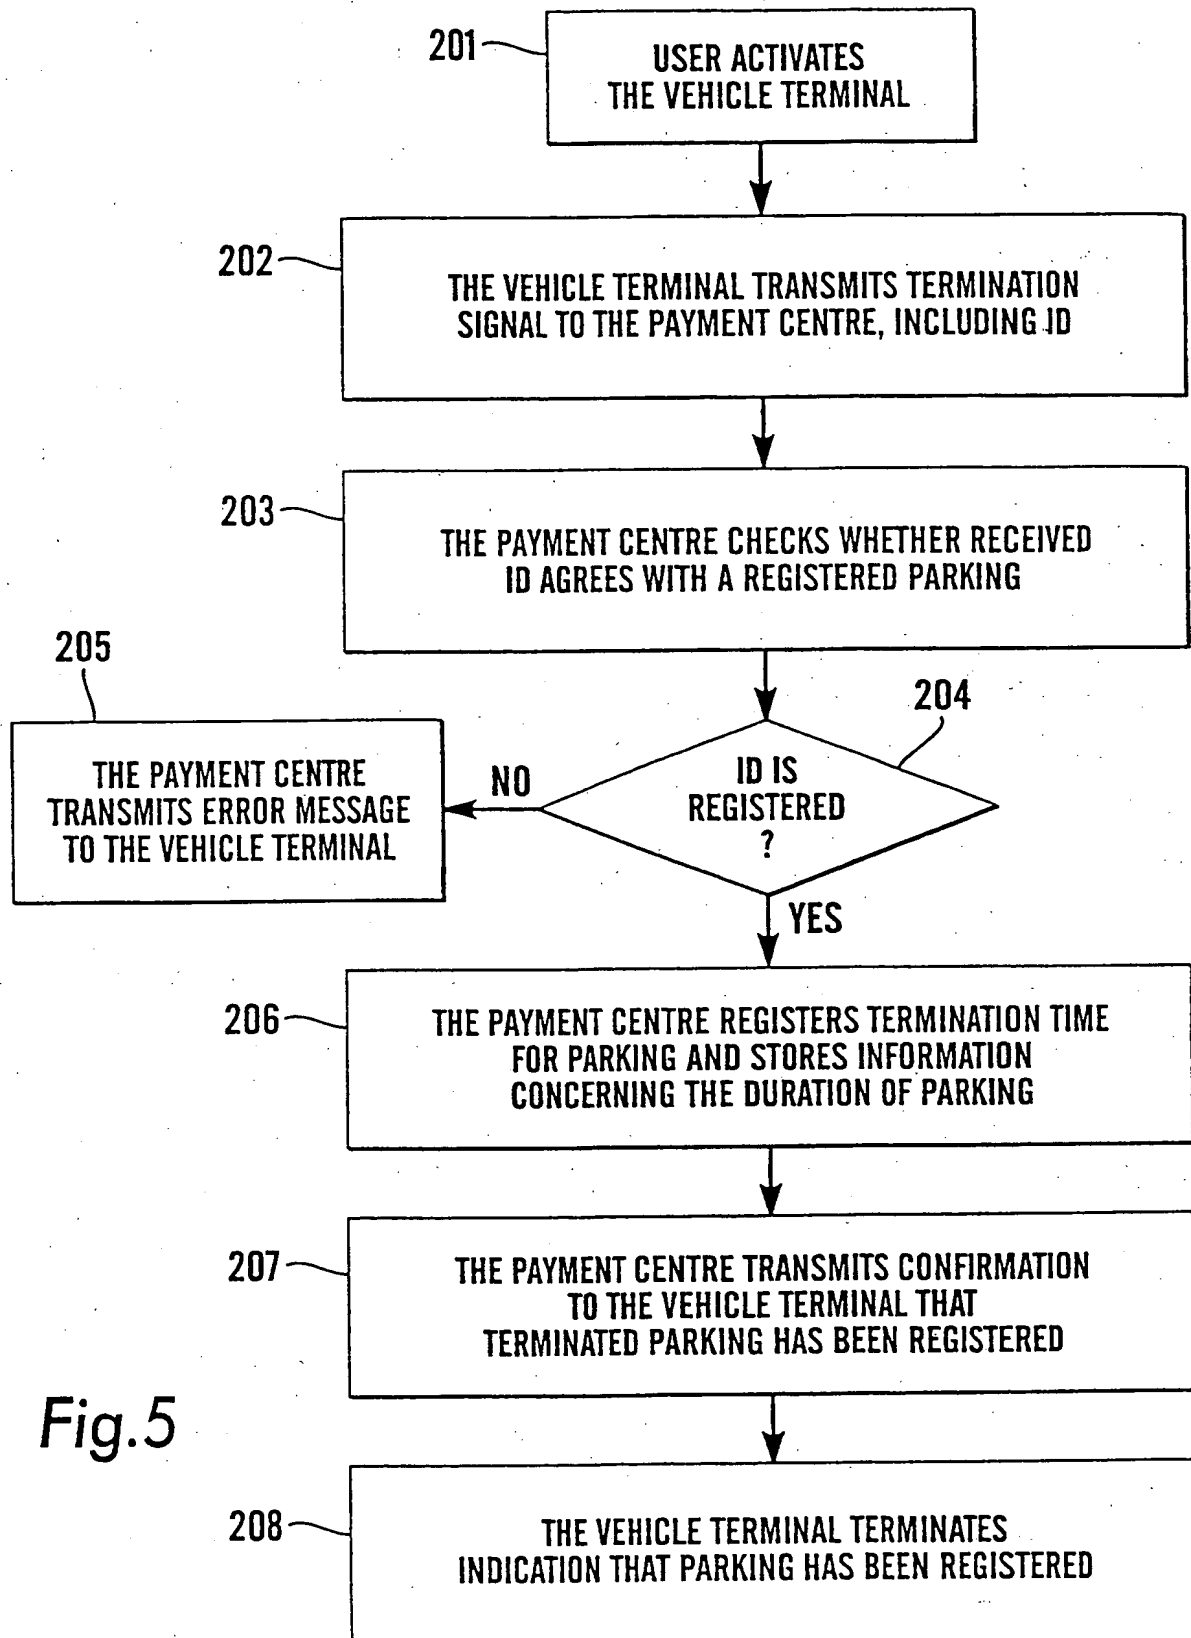 201
USER ACTIVATES
THE VEHICLE TERMINAL
202
THE VEHICLE TERMINAL TRANSMITS TERMINATION
SIGNAL TO THE PAYMENT CENTRE, INCLUDING ID
203
THE PAYMENT CENTRE CHECKS WHETHER RECEIVED
ID AGREES WITH A REGISTERED PARKING
204
ID IS
REGISTERED
?
NO
205
THE PAYMENT CENTRE
TRANSMITS ERROR MESSAGE
TO THE VEHICLE TERMINAL
YES
206
THE PAYMENT CENTRE REGISTERS TERMINATION TIME
FOR PARKING AND STORES INFORMATION
CONCERNING THE DURATION OF PARKING
207
THE PAYMENT CENTRE TRANSMITS CONFIRMATION
TO THE VEHICLE TERMINAL THAT
TERMINATED PARKING HAS BEEN REGISTERED
208
THE VEHICLE TERMINAL TERMINATES
INDICATION THAT PARKING HAS BEEN REGISTERED
Fig.5